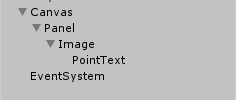 Canvas
Panel
Image
PointText
EventSystem